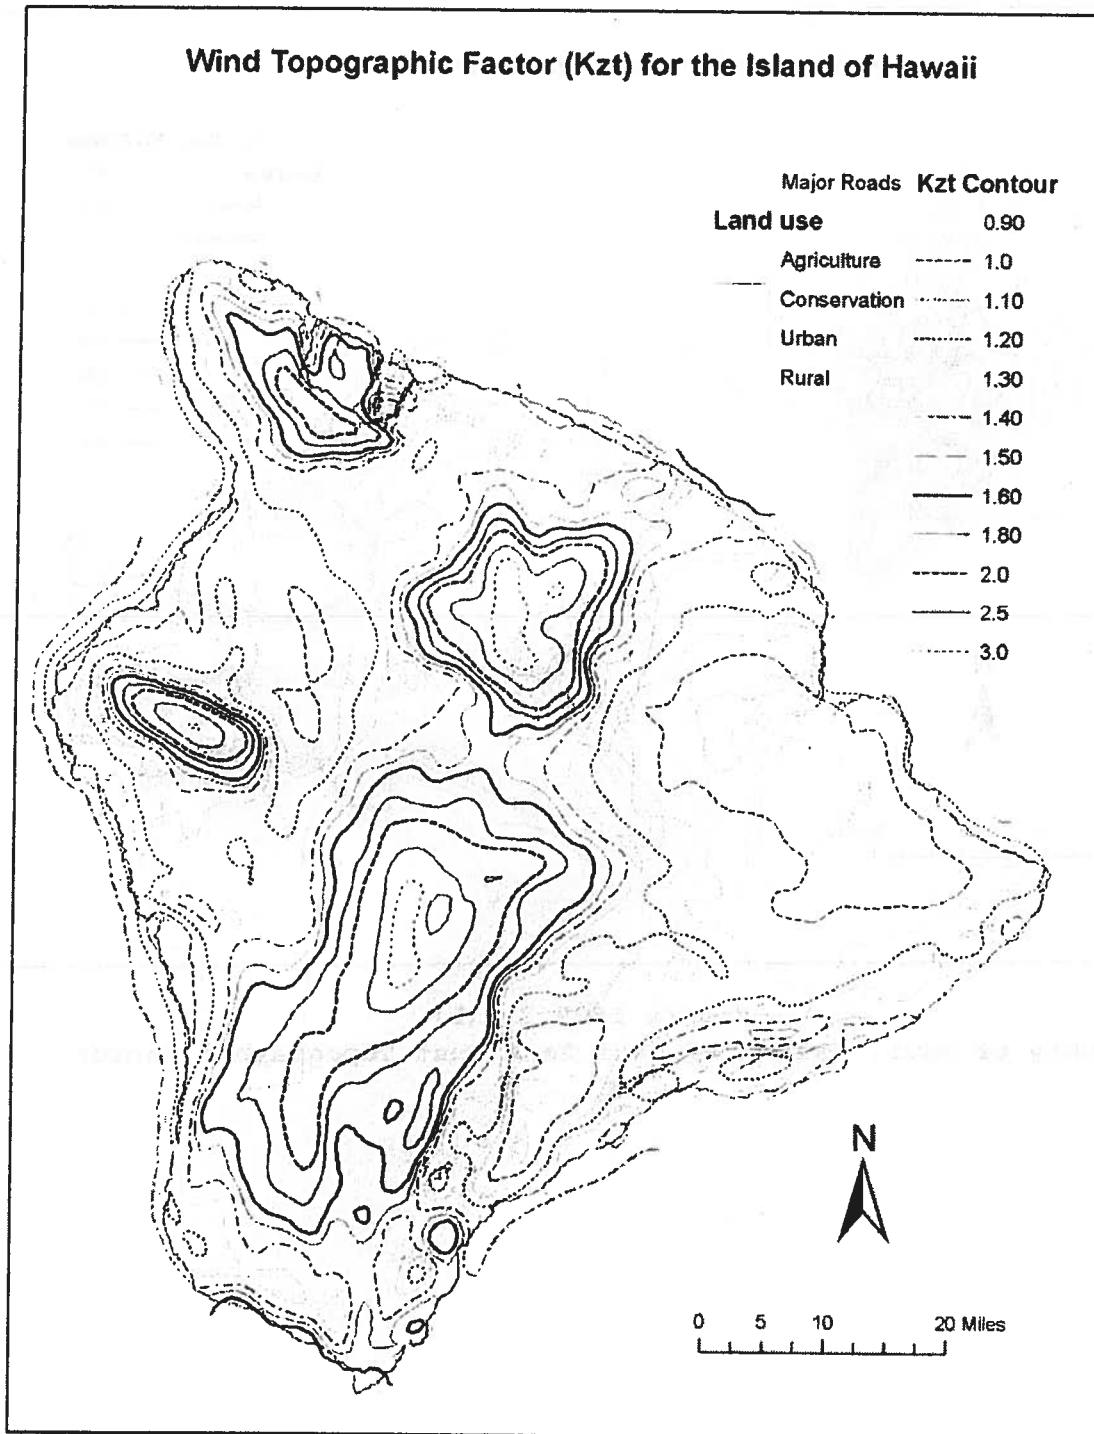 Wind Topographic Factor (Kzt) for the Island of Hawaii
Major Roads Kzt Contour
Land use 0.90
Agriculture 1.0
Conservation 1.10
Urban 1.20
Rural 1.30
1.40
1.50
1.60
1.80
2.0
2.5
3.0
N
0 5 10 20 Miles